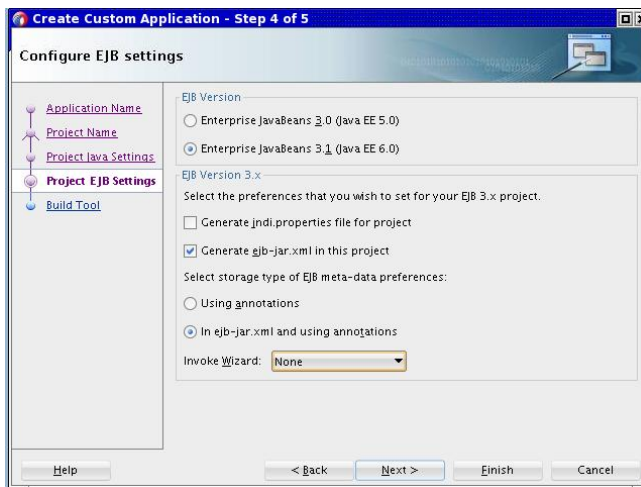 Create Custom Application - Step 4 of 5
Configure EJB settings
Application Name
Project Name
Project Java Settings
Project EJB Settings
Build Tool
EJB Version
Enterprise JavaBeans 3.0 (Java EE 5.0)
Enterprise JavaBeans 3.1 (Java EE 6.0)
EJB Version 3.x
Select the preferences that you wish to set for your EJB 3.x project.
Generate jndi.properties file for project
Generate ejb-jar.xml in this project
Select storage type of EJB meta-data preferences:
Using annotations
In ejb-jar.xml and using annotations
Invoke Wizard: None
Help < Back Next > Finish Cancel